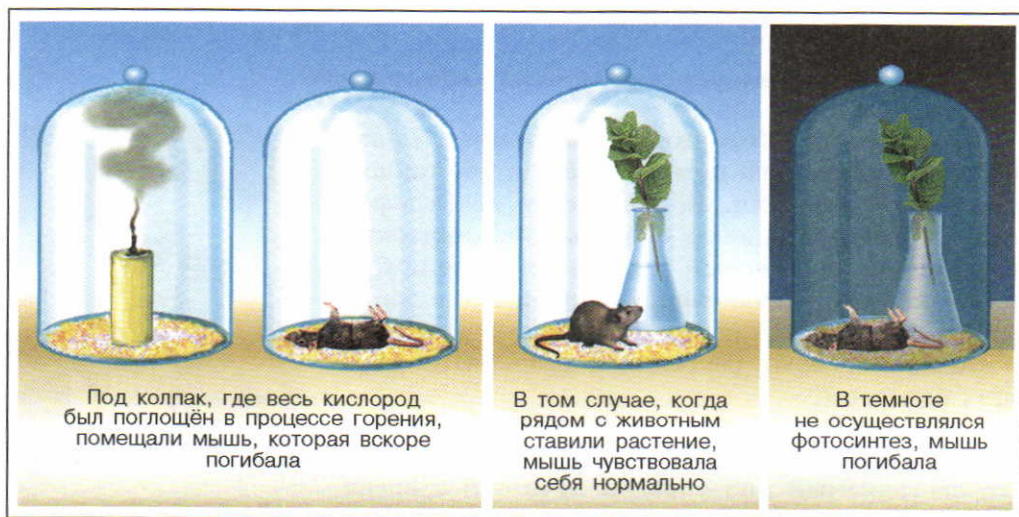 Под колпак, где весь кислород
был поглощён в процессе горения,
помещали мышь, которая вскоре
погибала
В том случае, когда
рядом с животным
ставили растение,
мышь чувствовала
себя нормально
В темноте
не осуществлялся
фотосинтез, мышь
погибала